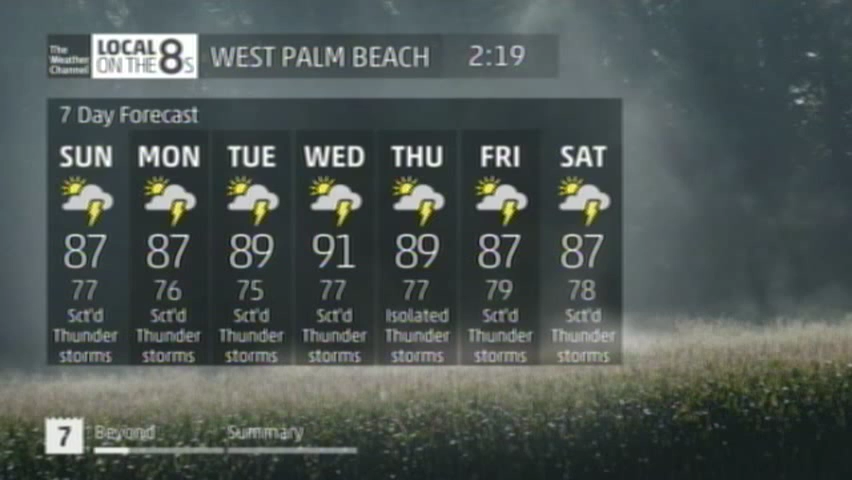 The
Weather
Channel
LOCAL
ON THE 8s
WEST PALM BEACH
2:19
7 Day Forecast
SUN MON TUE WED THU FRI SAT
87 87 89 91 89 87 87
77 76 75 77 77 79 78
Sct'd Sct'd Sct'd Sct'd Isolated Sct'd Sct'd
Thunder Thunder Thunder Thunder Thunder Thunder Thunder
storms storms storms storms storms storms storms
7 Beyond Summary